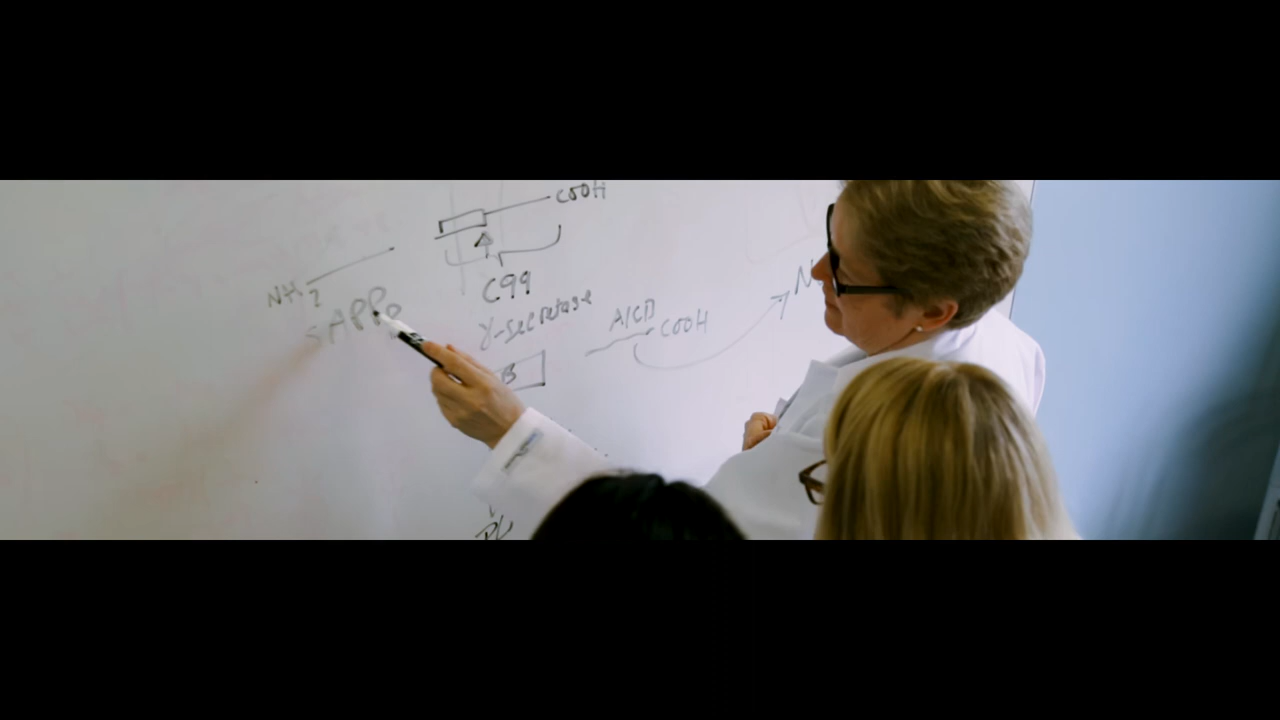 COOH
NH2
C99
sAPPβ
γ-secretase
AICD
COOH
N